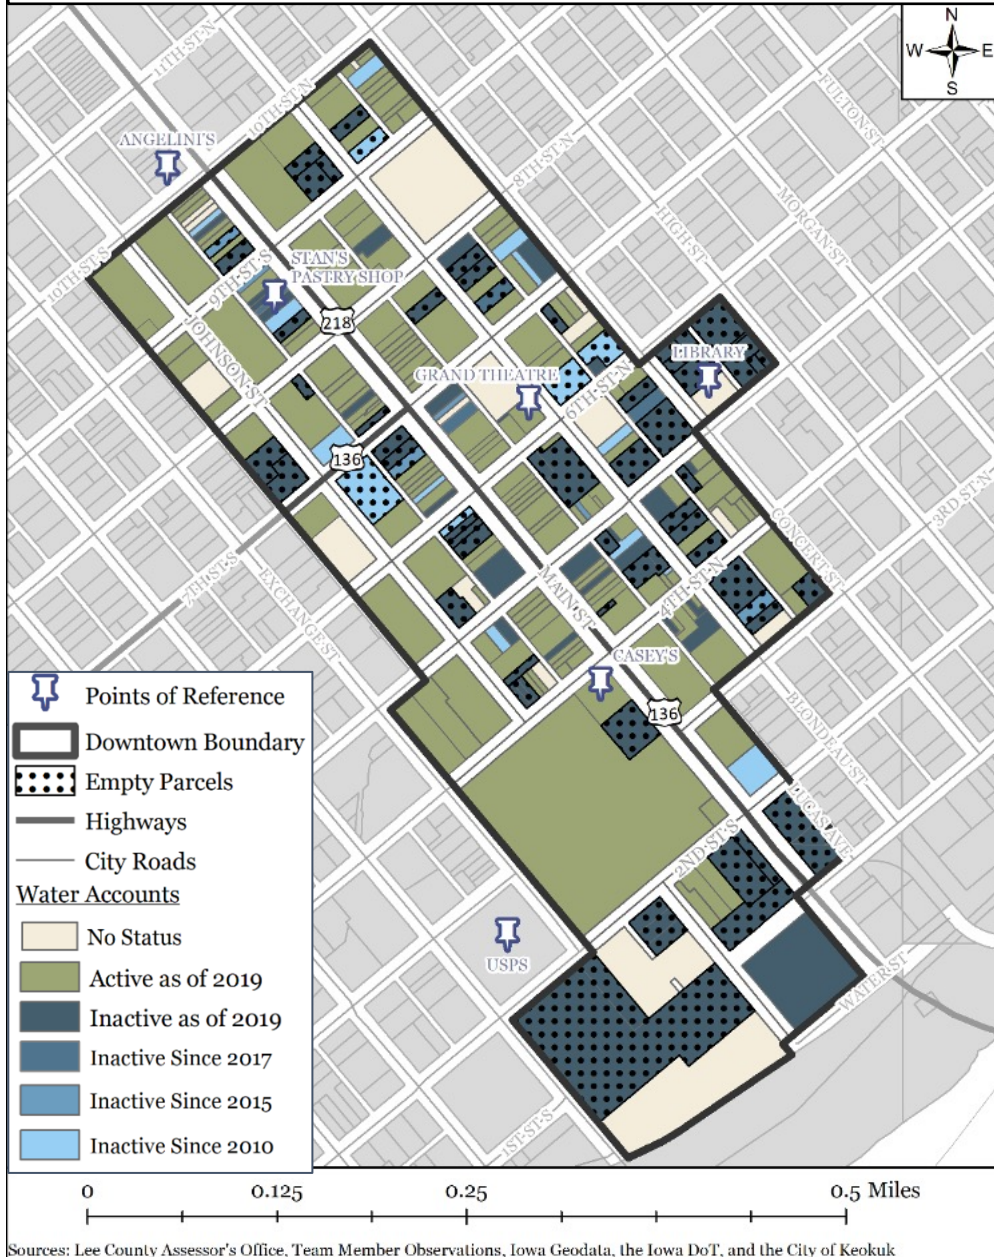 N
W E
S
11TH·ST·N
10TH·ST·N
FULTON·ST
ANGELINI'S
8TH·ST·N
MORGAN·ST
HIGH·ST
10TH·ST·S
9TH·ST·S
STAN'S
PASTRY SHOP
JOHNSON·ST
218
LIBRARY
GRAND THEATRE
6TH·ST·N
136
3RD·ST·N
CONCERT·ST
7TH·ST·S
EXCHANGE·ST
MAIN·ST
4TH·ST·N
CASEY'S
136
BLONDEAU·ST
2ND·ST·S
USPS
WATER·ST
1ST·ST·S
Points of Reference
Downtown Boundary
Empty Parcels
Highways
City Roads
Water Accounts
No Status
Active as of 2019
Inactive as of 2019
Inactive Since 2017
Inactive Since 2015
Inactive Since 2010
0 0.125 0.25 0.5 Miles
Sources: Lee County Assessor's Office, Team Member Observations, Iowa Geodata, the Iowa DoT, and the City of Keokuk